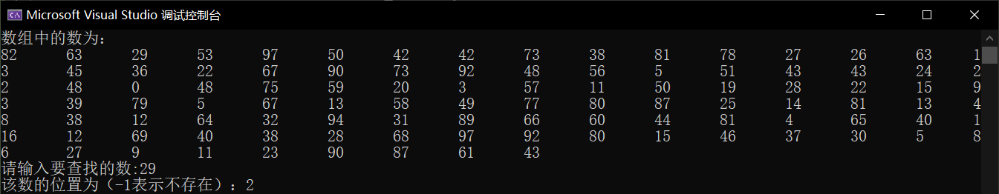 Microsoft Visual Studio 调试控制台
数组中的数为:
82 63 29 53 97 50 42 42 73 38 81 78 27 26 63 1
3 45 36 22 67 90 73 92 48 56 5 51 43 43 24 2
2 48 0 48 75 59 20 3 57 11 50 19 28 22 15 9
3 39 79 5 67 13 58 49 77 80 87 25 14 81 13 4
8 38 12 64 32 94 31 89 66 60 44 81 4 65 40 1
16 12 69 40 38 28 68 97 92 80 15 46 37 30 5 8
6 27 9 11 23 90 87 61 43
请输入要查找的数:29
该数的位置为（-1表示不存在）：2